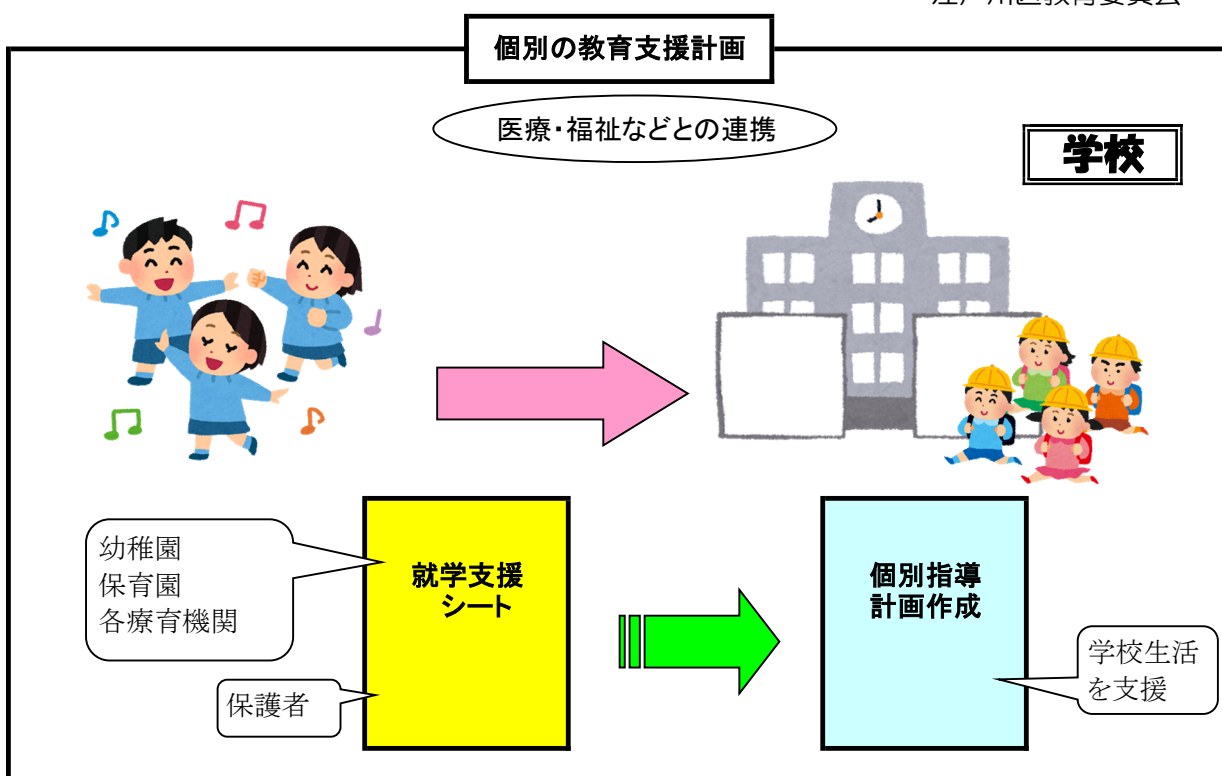 個別の教育支援計画
医療・福祉などとの連携
学校
幼稚園
保育園
各療育機関
就学支援
シート
保護者
個別指導
計画作成
学校生活
を支援